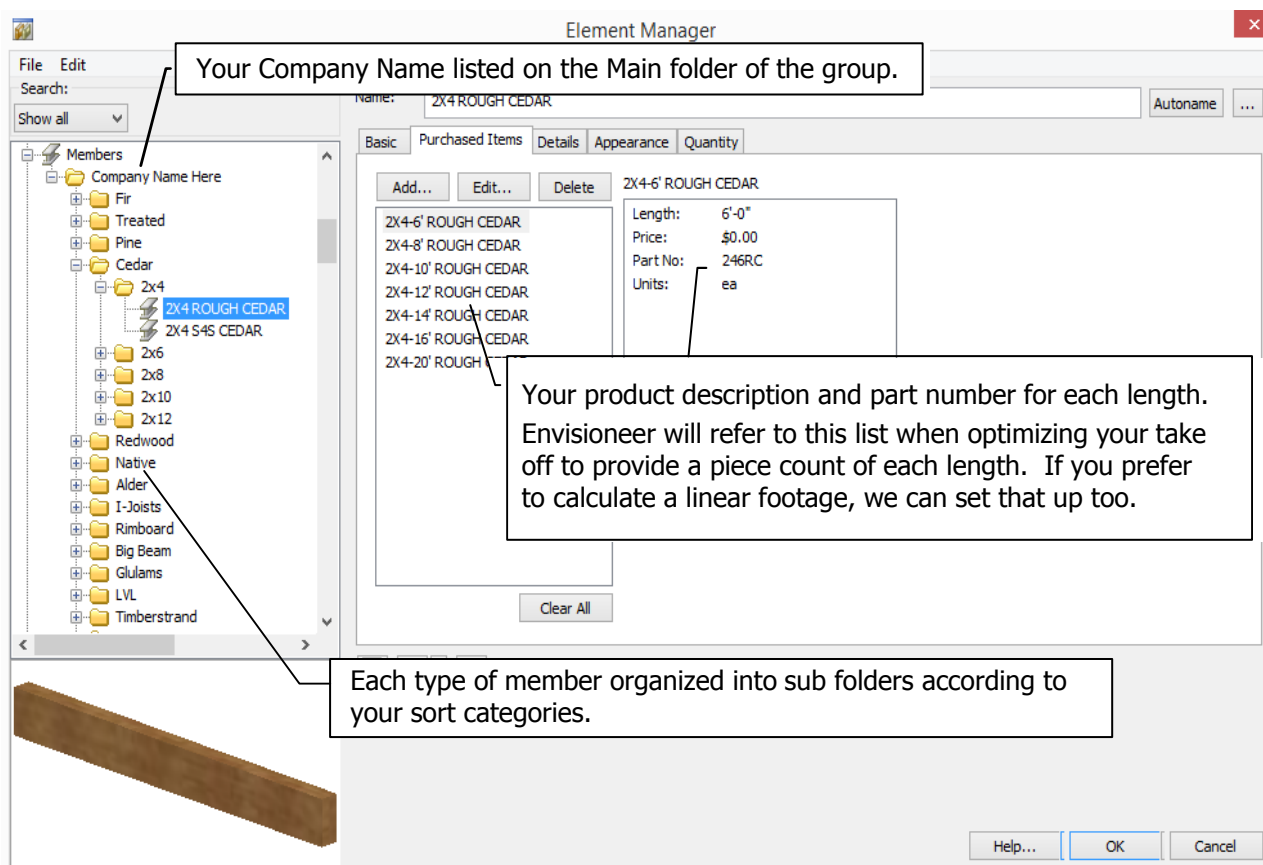 Element Manager
File Edit
Your Company Name listed on the Main folder of the group.
Search:
Show all
Name: 2X4 ROUGH CEDAR
Autoname ...
Basic Purchased Items Details Appearance Quantity
Members
Company Name Here
Fir
Treated
Pine
Cedar
2x4
2X4 ROUGH CEDAR
2X4 S4S CEDAR
2x6
2x8
2x10
2x12
Redwood
Native
Alder
I-Joists
Rimboard
Big Beam
Glulams
LVL
Timberstrand
Add... Edit... Delete
2X4-6' ROUGH CEDAR
2X4-8' ROUGH CEDAR
2X4-10' ROUGH CEDAR
2X4-12' ROUGH CEDAR
2X4-14' ROUGH CEDAR
2X4-16' ROUGH CEDAR
2X4-20' ROUGH
Clear All
2X4-6' ROUGH CEDAR
Length: 6'-0"
Price: $0.00
Part No: 246RC
Units: ea
Your product description and part number for each length.
Envisioneer will refer to this list when optimizing your take
off to provide a piece count of each length. If you prefer
to calculate a linear footage, we can set that up too.
Each type of member organized into sub folders according to
your sort categories.
Help... OK Cancel